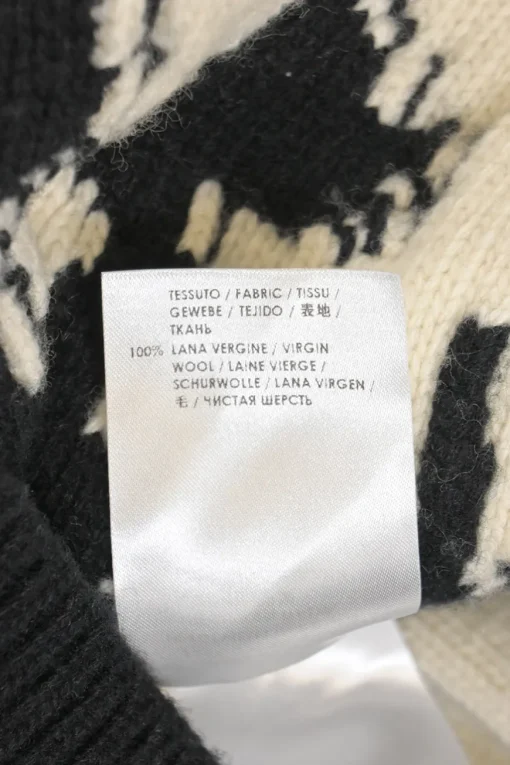 TESSUTO / FABRIC / TISSU /
GEWEBE / TEJIDO / 表地 /
ТКАНЬ
100% LANA VERGINE / VIRGIN
WOOL / LAINE VIERGE /
SCHURWOLLE / LANA VIRGEN /
毛 / ЧИСТАЯ ШЕРСТЬ